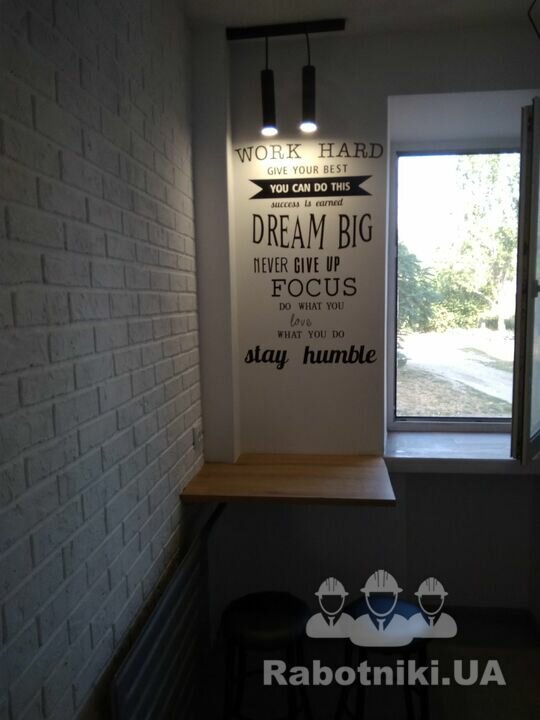 WORK HARD
GIVE YOUR BEST
YOU CAN DO THIS
success is earned
DREAM BIG
NEVER GIVE UP
FOCUS
DO WHAT YOU
love
WHAT YOU DO
stay humble
Rabotniki.UA